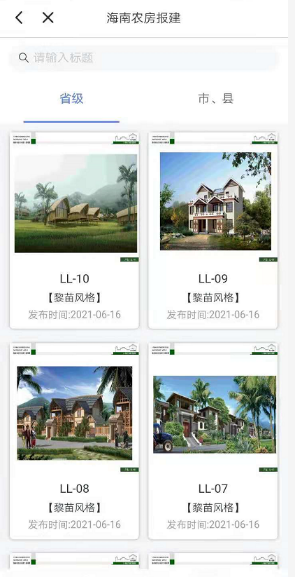 海南农房报建
请输入标题
省级
市、县
LL-10
【黎苗风格】
发布时间:2021-06-16
LL-09
【黎苗风格】
发布时间:2021-06-16
LL-08
【黎苗风格】
发布时间:2021-06-16
LL-07
【黎苗风格】
发布时间:2021-06-16